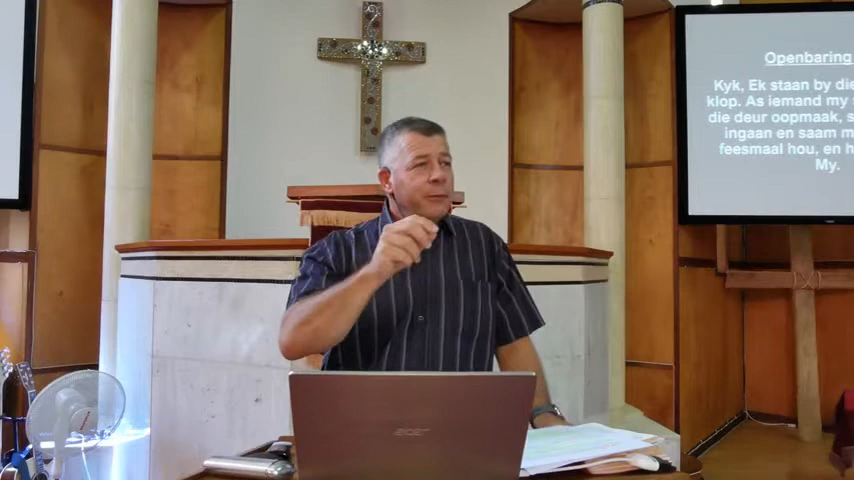 Openbaring
Kyk, Ek staan by die
klop. As iemand my
die deur oopmaak, s
ingaan en saam m
feesmaal hou, en h
My.
acer